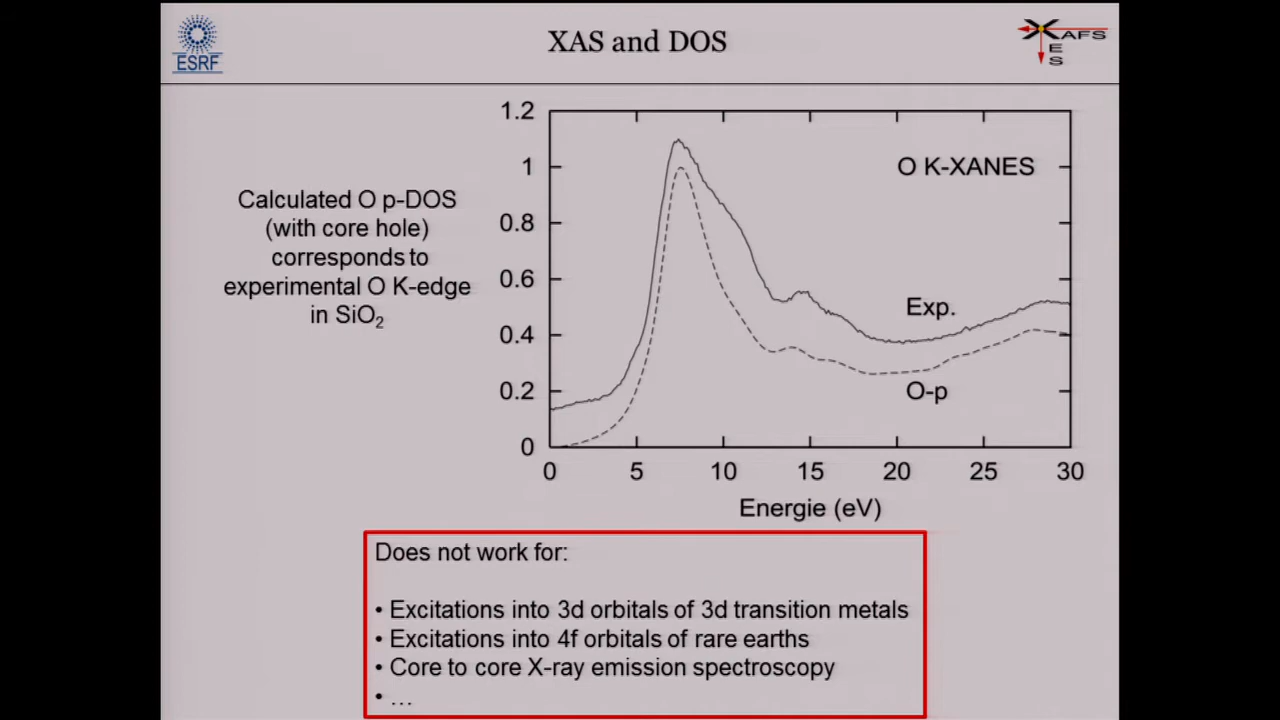 ESRF
XAS and DOS
XAFS
ES
Calculated O p-DOS
(with core hole)
corresponds to
experimental O K-edge
in SiO₂
1.2
1
0.8
0.6
0.4
0.2
0
O K-XANES
Exp.
O-p
0 5 10 15 20 25 30
Energie (eV)
Does not work for:
• Excitations into 3d orbitals of 3d transition metals
• Excitations into 4f orbitals of rare earths
• Core to core X-ray emission spectroscopy
• …